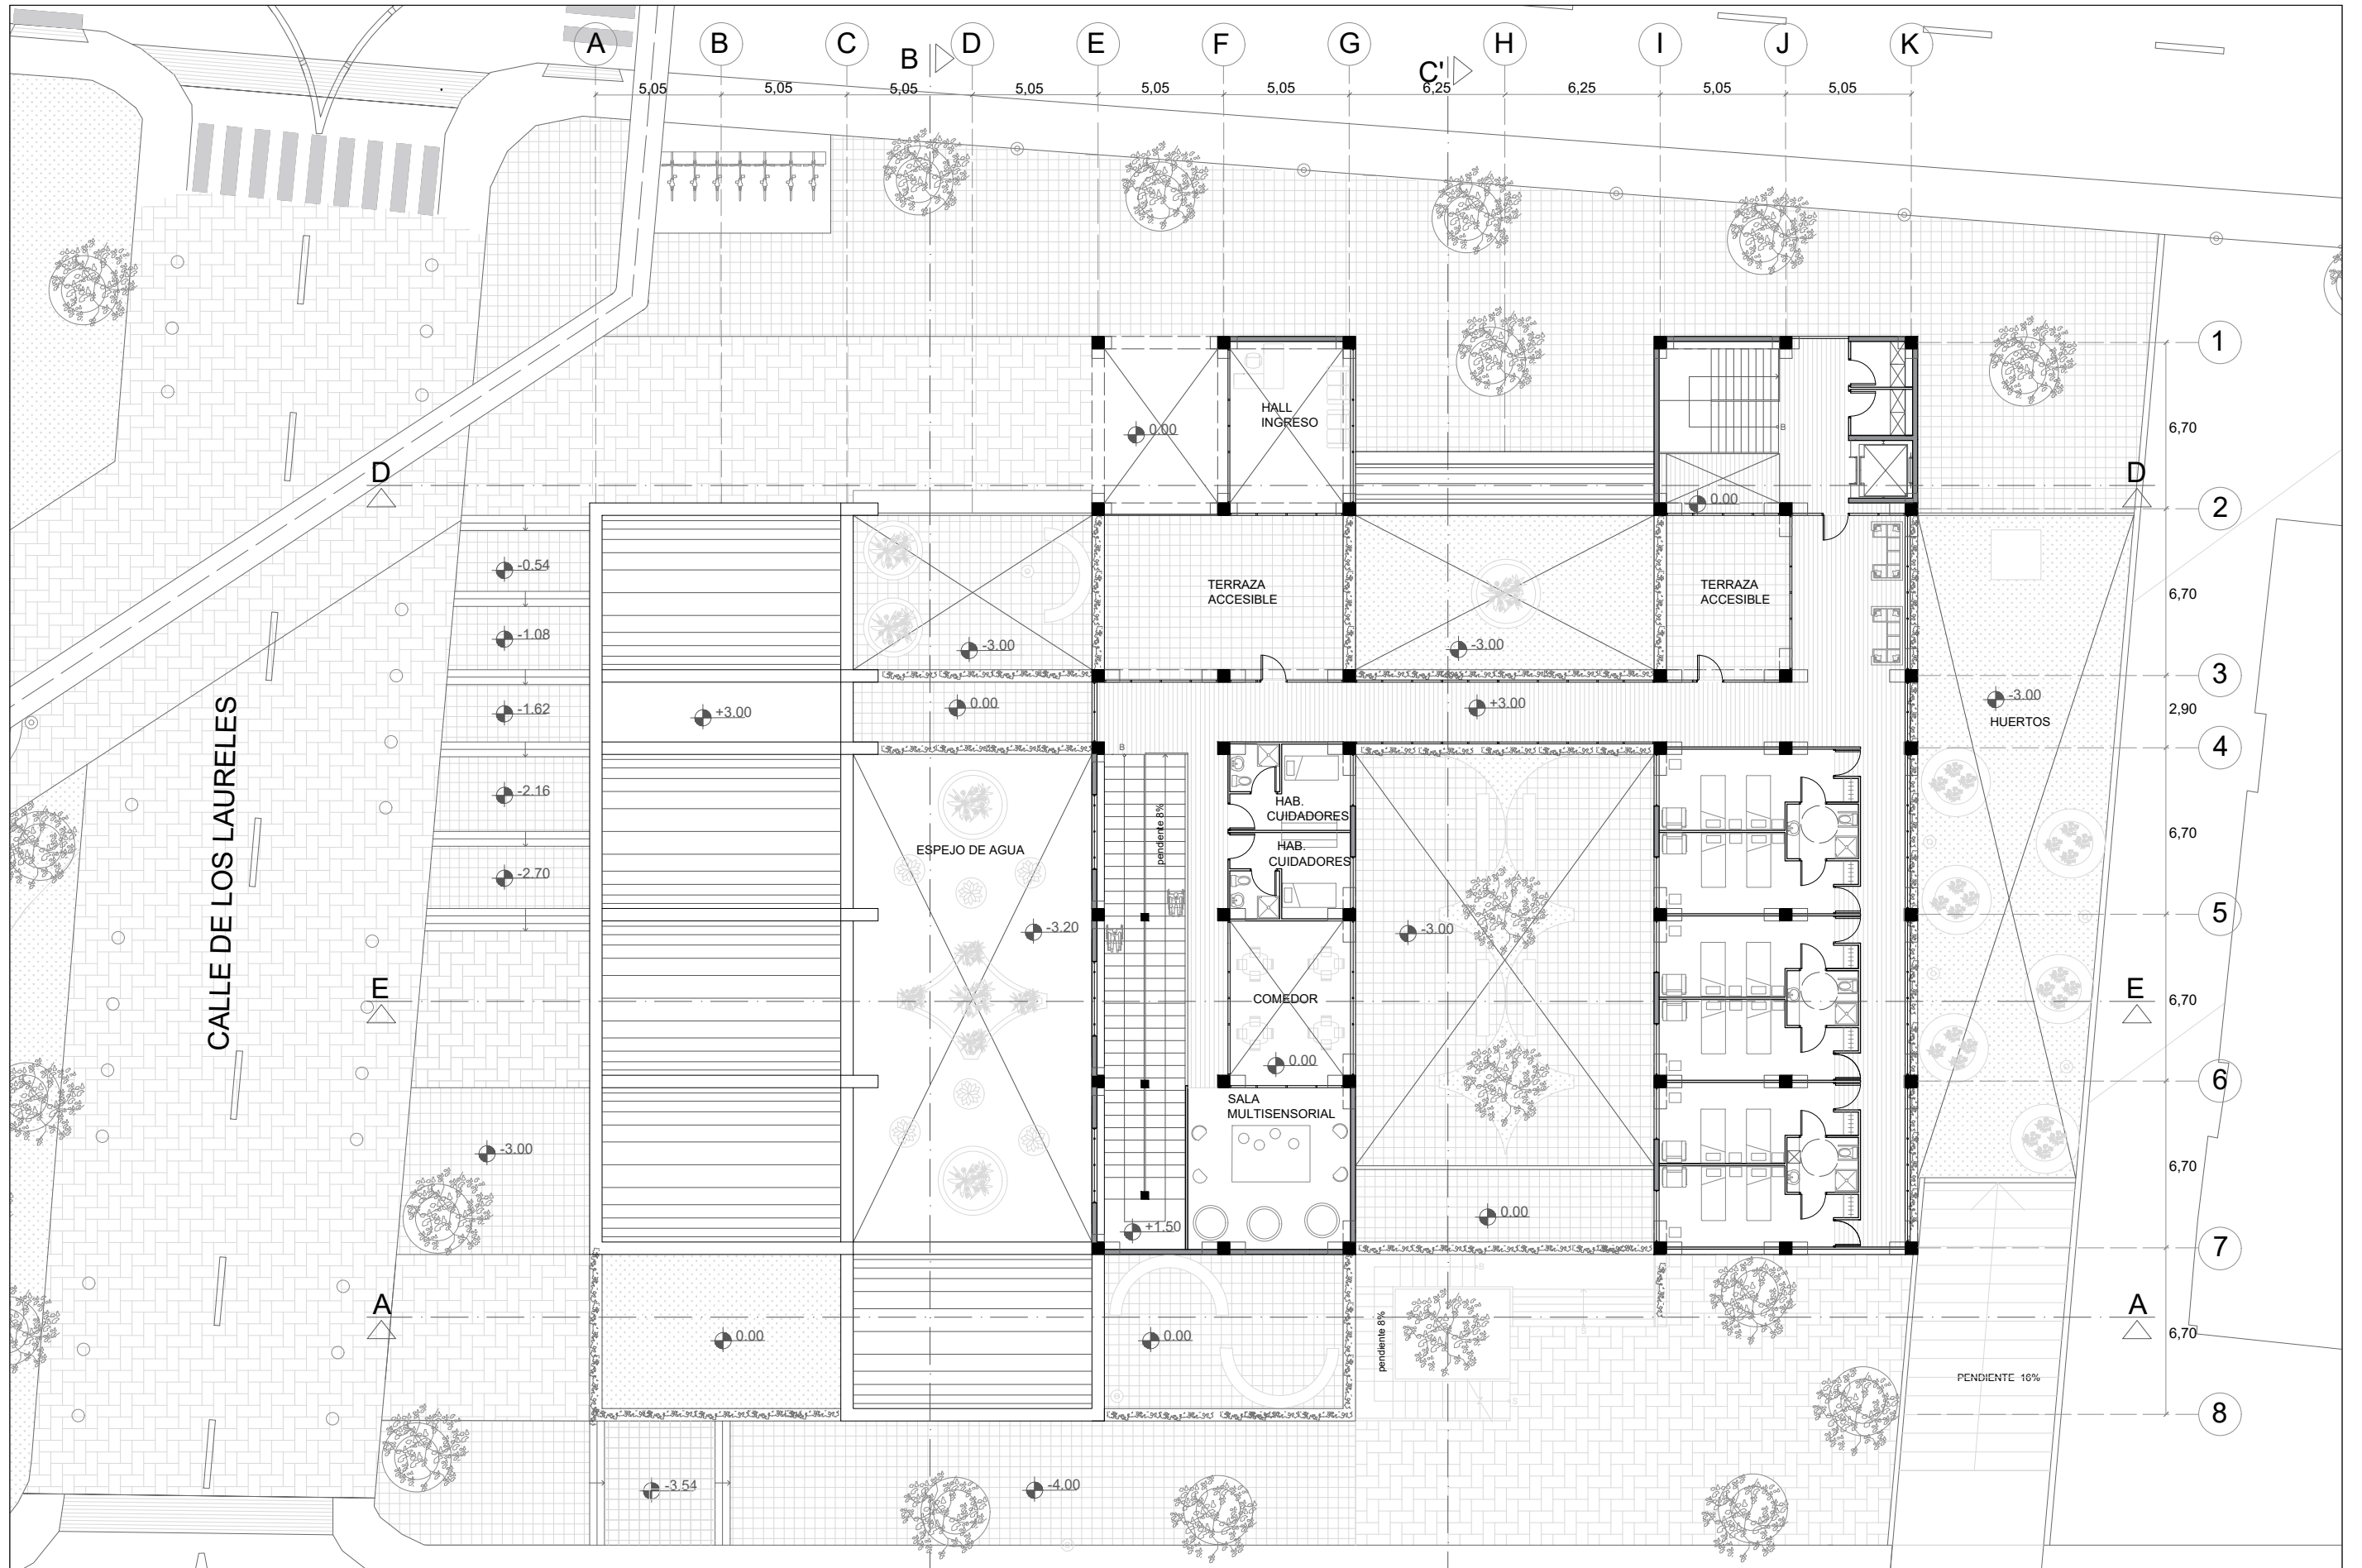 A B C B D E F G C' H I J K
5,05 5,05 5,05 5,05 5,05 5,05 6,25 6,25 5,05 5,05
1
HALL
INGRESO
0.00
6,70
B
D
D
0.00
2
-0.54
TERRAZA
ACCESIBLE
TERRAZA
ACCESIBLE
6,70
-1.08
-3.00
-3.00
3
-3.00
-1.62
+3.00
0.00
+3.00
2,90
HUERTOS
CALLE DE LOS LAURELES
B
4
-2.16
pendiente 8%
HAB.
CUIDADORES
6,70
ESPEJO DE AGUA
HAB.
CUIDADORES
-2.70
5
-3.20
-3.00
E
COMEDOR
E
6,70
0.00
6
SALA
MULTISENSORIAL
-3.00
6,70
+1.50
0.00
7
A
A
0.00
0.00
pendiente 8%
6,70
PENDIENTE 16%
8
-3.54
-4.00